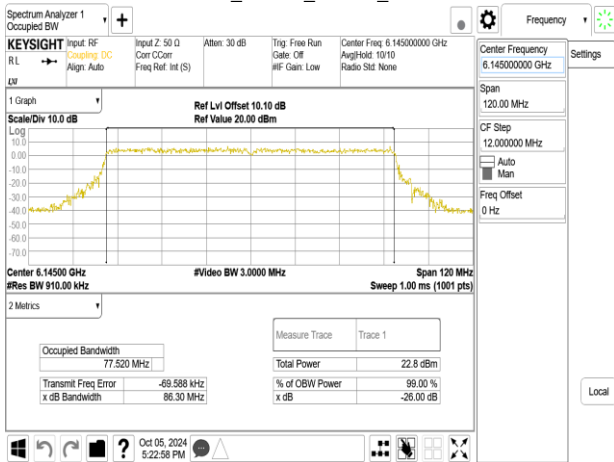 Spectrum Analyzer 1
Occupied BW
Frequency
KEYSIGHT
RL
Input: RF
Coupling: DC
Align: Auto
Input Z: 50 Ω
Corr CCorr
Freq Ref: Int (S)
Atten: 30 dB
Trig: Free Run
Gate: Off
#IF Gain: Low
Center Freq: 6.145000000 GHz
Avg|Hold: 10/10
Radio Std: None
Center Frequency
6.145000000 GHz
Settings
Span
120.00 MHz
CF Step
12.000000 MHz
Auto
Man
Freq Offset
0 Hz
1 Graph
Scale/Div 10.0 dB
Ref Lvl Offset 10.10 dB
Ref Value 20.00 dBm
Log
10.0
0.00
-10.0
-20.0
-30.0
-40.0
-50.0
-60.0
-70.0
Center 6.14500 GHz
#Res BW 910.00 kHz
#Video BW 3.0000 MHz
Span 120 MHz
Sweep 1.00 ms (1001 pts)
2 Metrics
Measure Trace
Trace 1
Occupied Bandwidth
77.520 MHz
Total Power
22.8 dBm
Transmit Freq Error
-69.588 kHz
% of OBW Power
99.00 %
x dB Bandwidth
86.30 MHz
x dB
-26.00 dB
Local
?
Oct 05, 2024
5:22:58 PM